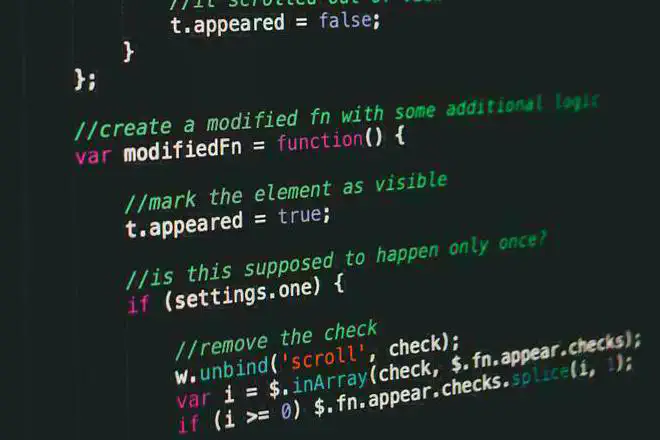 //it scrolled out of view
t.appeared = false;
}
};
//create a modified fn with some additional logic
var modifiedFn = function() {
//mark the element as visible
t.appeared = true;
//is this supposed to happen only once?
if (settings.one) {
//remove the check
w.unbind('scroll', check);
var i = $.inArray(check, $.fn.appear.checks);
if (i >= 0) $.fn.appear.checks.splice(i, 1);